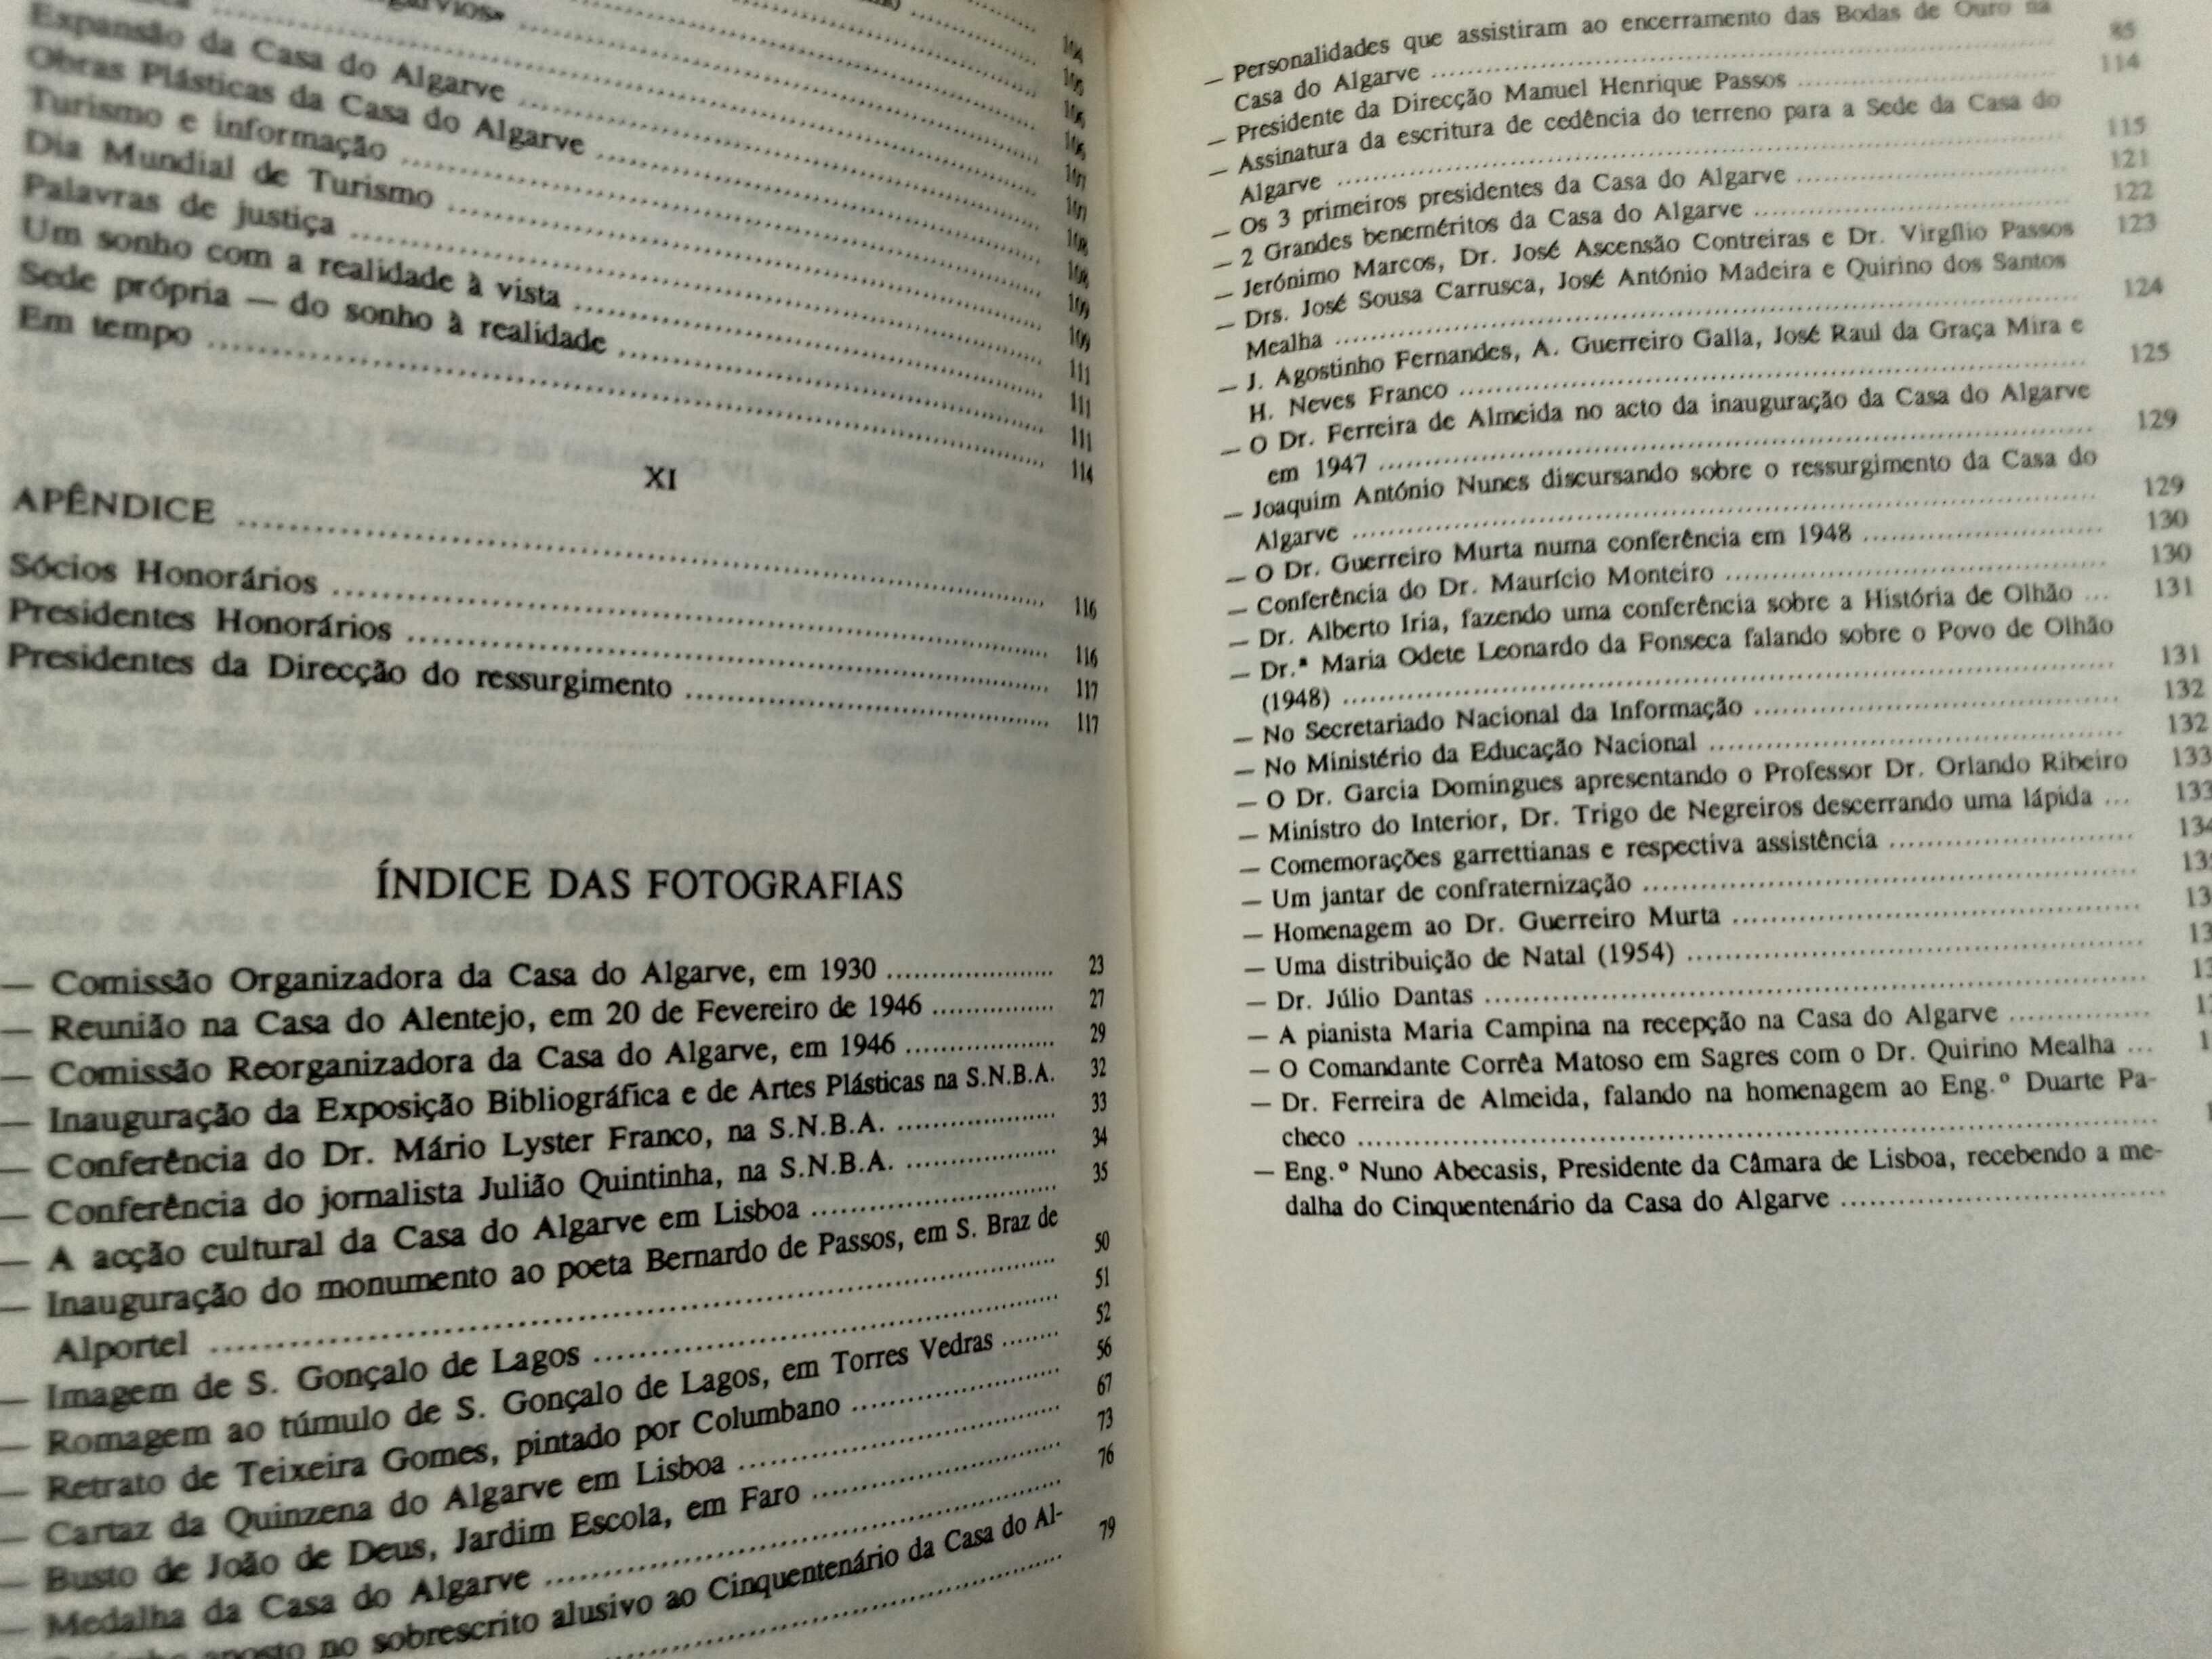 Expansão da Casa do Algarve
Obras Plásticas da Casa do Algarve
Turismo e informação
Dia Mundial de Turismo
Palavras de justiça
Um sonho com a realidade à vista
Sede própria — do sonho à realidade
Em tempo ........ 114
XI
APÊNDICE ........ 116
Sócios Honorários ........ 116
Presidentes Honorários ........ 117
Presidentes da Direcção do ressurgimento ........ 117
ÍNDICE DAS FOTOGRAFIAS
— Comissão Organizadora da Casa do Algarve, em 1930 ........ 23
— Reunião na Casa do Alentejo, em 20 de Fevereiro de 1946 ........ 27
— Comissão Reorganizadora da Casa do Algarve, em 1946 ........ 29
— Inauguração da Exposição Bibliográfica e de Artes Plásticas na S.N.B.A. 32
— Conferência do Dr. Mário Lyster Franco, na S.N.B.A. ........ 33
— Conferência do jornalista Julião Quintinha, na S.N.B.A. ........ 34
— A acção cultural da Casa do Algarve em Lisboa ........ 35
— Inauguração do monumento ao poeta Bernardo de Passos, em S. Braz de
Alportel ........ 50
— Imagem de S. Gonçalo de Lagos ........ 51
— Romagem ao túmulo de S. Gonçalo de Lagos, em Torres Vedras ........ 52
— Retrato de Teixeira Gomes, pintado por Columbano ........ 56
— Cartaz da Quinzena do Algarve em Lisboa ........ 67
— Busto de João de Deus, Jardim Escola, em Faro ........ 73
— Medalha da Casa do Algarve ........ 76
aposto no sobrescrito alusivo ao Cinquentenário da Casa do Al-
........ 79
— Personalidades que assistiram ao encerramento das Bodas de Ouro na
Casa do Algarve ........ 85
— Presidente da Direcção Manuel Henrique Passos ........ 114
— Assinatura da escritura de cedência do terreno para a Sede da Casa do
Algarve ........ 115
— Os 3 primeiros presidentes da Casa do Algarve ........ 121
— 2 Grandes beneméritos da Casa do Algarve ........ 122
— Jerónimo Marcos, Dr. José Ascensão Contreiras e Dr. Virgílio Passos 123
— Drs. José Sousa Carrusca, José António Madeira e Quirino dos Santos
Mealha ........ 124
— J. Agostinho Fernandes, A. Guerreiro Galla, José Raul da Graça Mira e
H. Neves Franco ........ 125
— O Dr. Ferreira de Almeida no acto da inauguração da Casa do Algarve
em 1947 ........ 129
— Joaquim António Nunes discursando sobre o ressurgimento da Casa do
Algarve ........ 129
— O Dr. Guerreiro Murta numa conferência em 1948 ........ 130
— Conferência do Dr. Maurício Monteiro ........ 130
— Dr. Alberto Iria, fazendo uma conferência sobre a História de Olhão ... 131
— Dr.ª Maria Odete Leonardo da Fonseca falando sobre o Povo de Olhão
(1948) ........ 131
— No Secretariado Nacional da Informação ........ 132
— No Ministério da Educação Nacional ........ 132
— O Dr. Garcia Domingues apresentando o Professor Dr. Orlando Ribeiro 133
— Ministro do Interior, Dr. Trigo de Negreiros descerrando uma lápida ... 133
— Comemorações garrettianas e respectiva assistência ........ 134
— Um jantar de confraternização ........
— Homenagem ao Dr. Guerreiro Murta ........
— Uma distribuição de Natal (1954) ........
— Dr. Júlio Dantas ........
— A pianista Maria Campina na recepção na Casa do Algarve ........
— O Comandante Corrêa Matoso em Sagres com o Dr. Quirino Mealha ...
— Dr. Ferreira de Almeida, falando na homenagem ao Eng.º Duarte Pa-
checo ........
— Eng.º Nuno Abecasis, Presidente da Câmara de Lisboa, recebendo a me-
dalha do Cinquentenário da Casa do Algarve ........